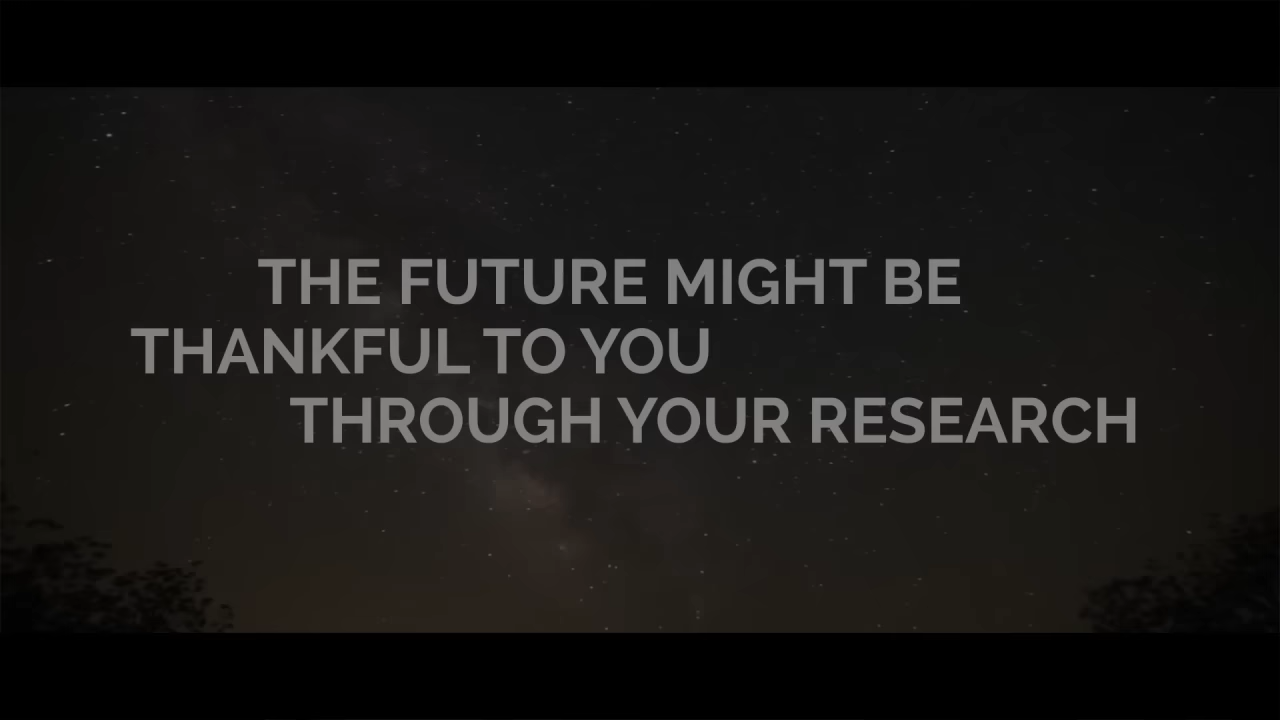 THE FUTURE MIGHT BE
THANKFUL TO YOU
THROUGH YOUR RESEARCH